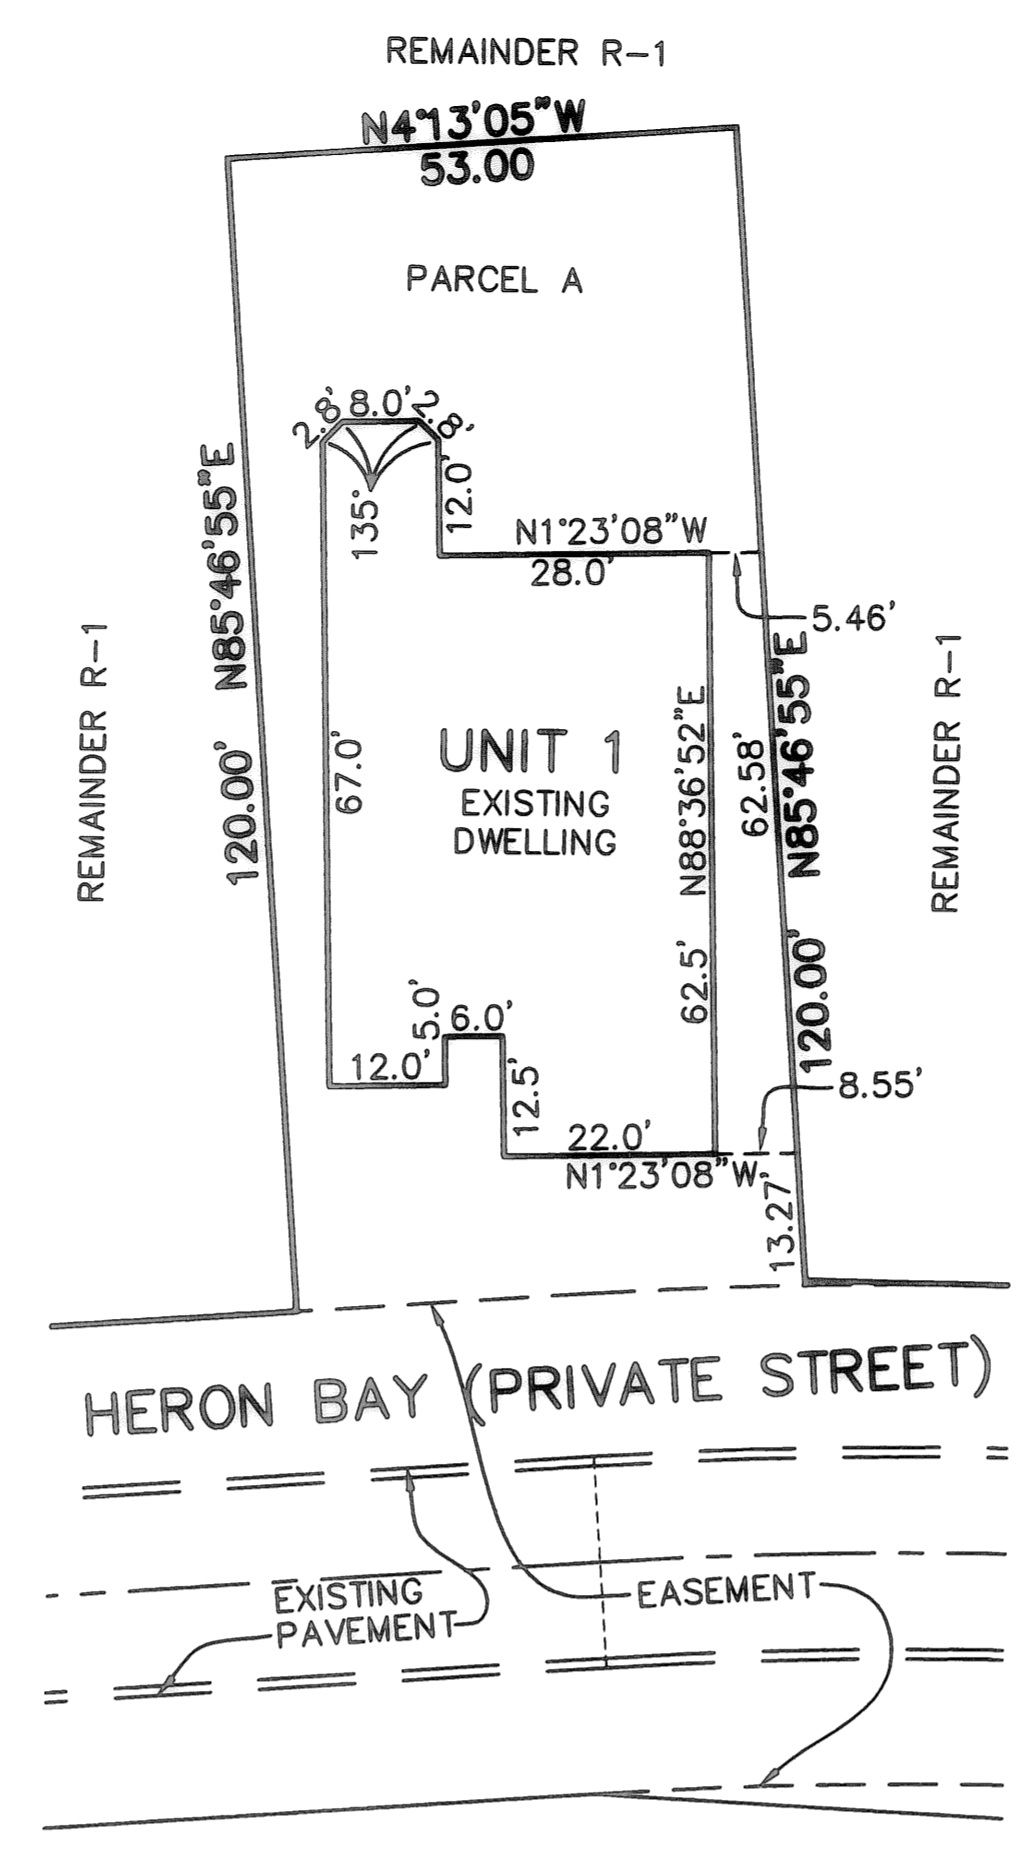 REMAINDER R-1
N4°13'05"W
53.00
PARCEL A
2.8'
8.0'
2.8'
135°
12.0'
N1°23'08"W
28.0'
5.46'
N85°46'55"E
120.00'
REMAINDER R-1
67.0'
UNIT 1
EXISTING
DWELLING
N88°36'52"E
62.5'
62.58'
N85°46'55"E
120.00'
REMAINDER R-1
5.0'
6.0'
12.0'
12.5'
22.0'
N1°23'08"W
8.55'
13.27'
HERON BAY (PRIVATE STREET)
EXISTING
PAVEMENT
EASEMENT